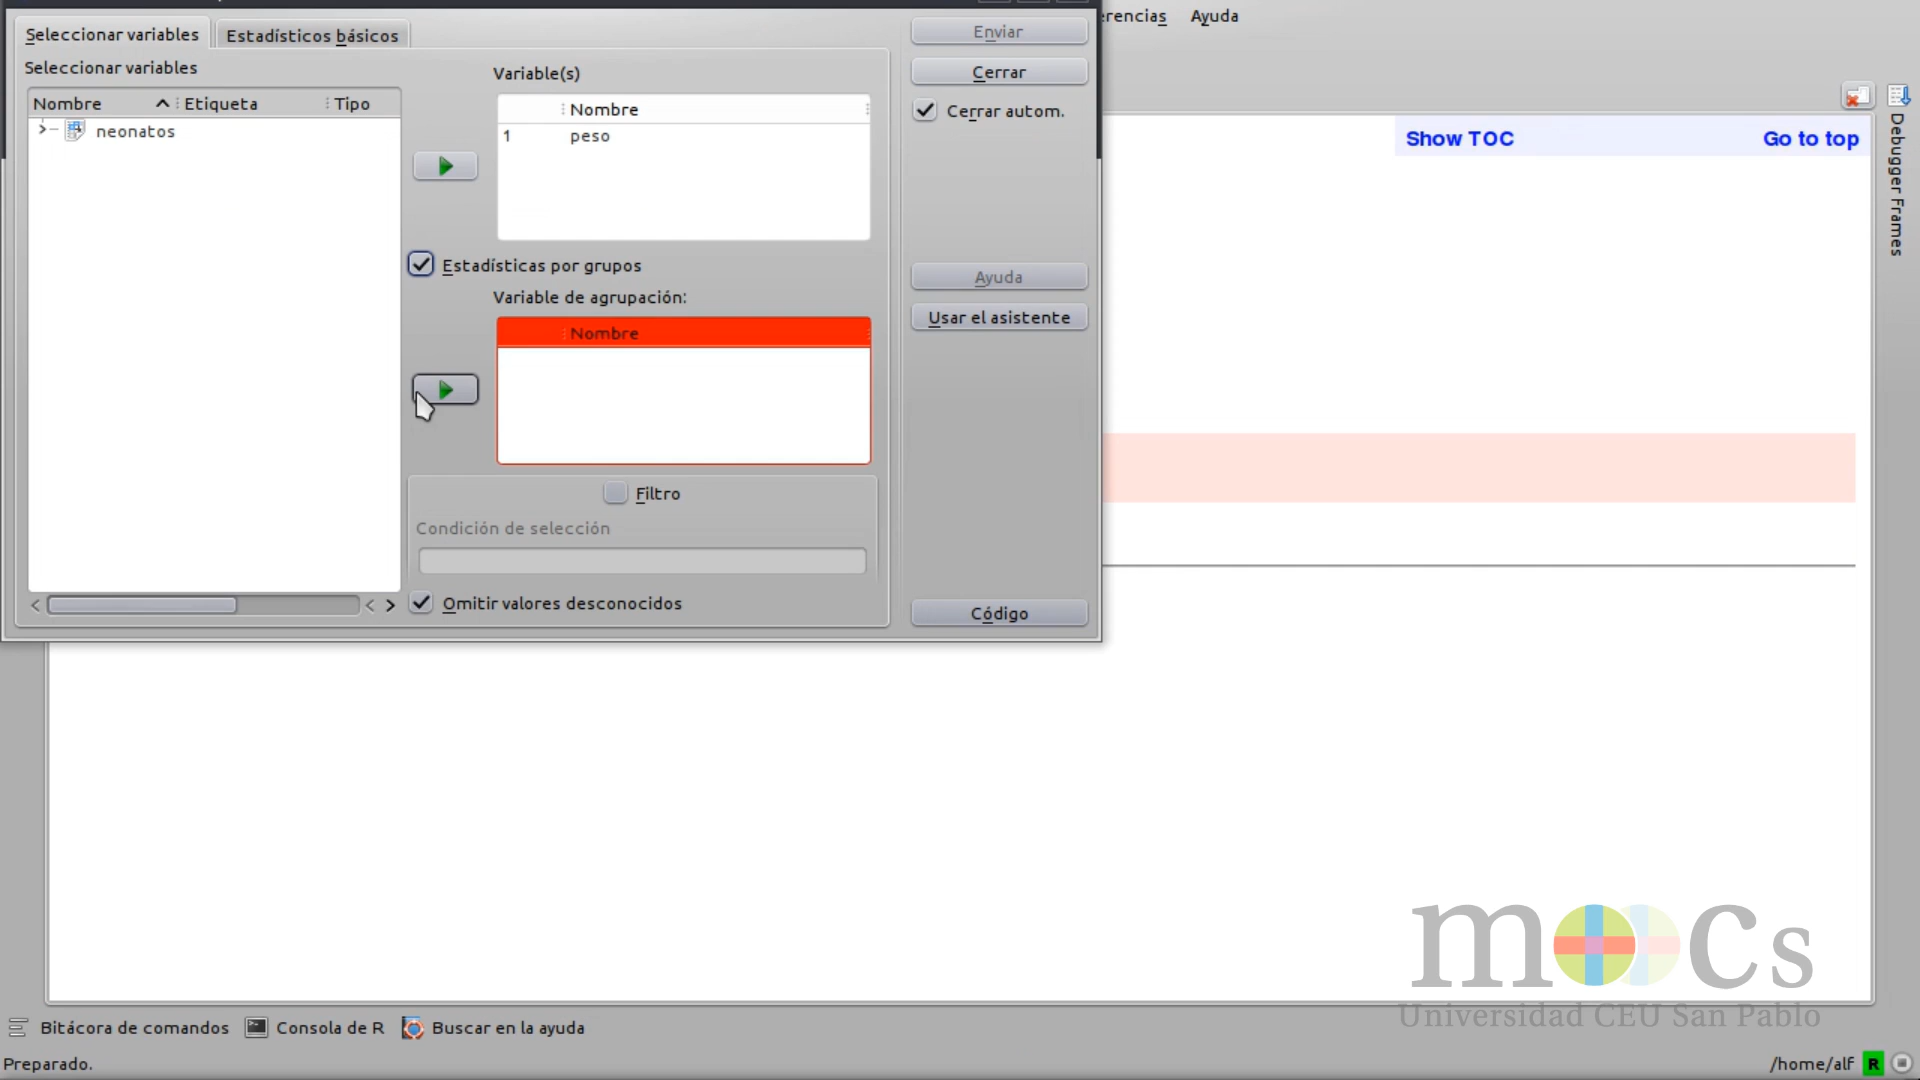 Seleccionar variables
Estadísticos básicos
Seleccionar variables
Nombre
Etiqueta
Tipo
neonatos
Variable(s)
Nombre
1 peso
Estadísticas por grupos
Variable de agrupación:
Nombre
Filtro
Condición de selección
Omitir valores desconocidos
Enviar
Cerrar
Cerrar autom.
Ayuda
Usar el asistente
Código
erencias Ayuda
Show TOC
Go to top
Debugger Frames
moocs
Universidad CEU San Pablo
Bitácora de comandos
Consola de R
Buscar en la ayuda
Preparado.
/home/alf
R